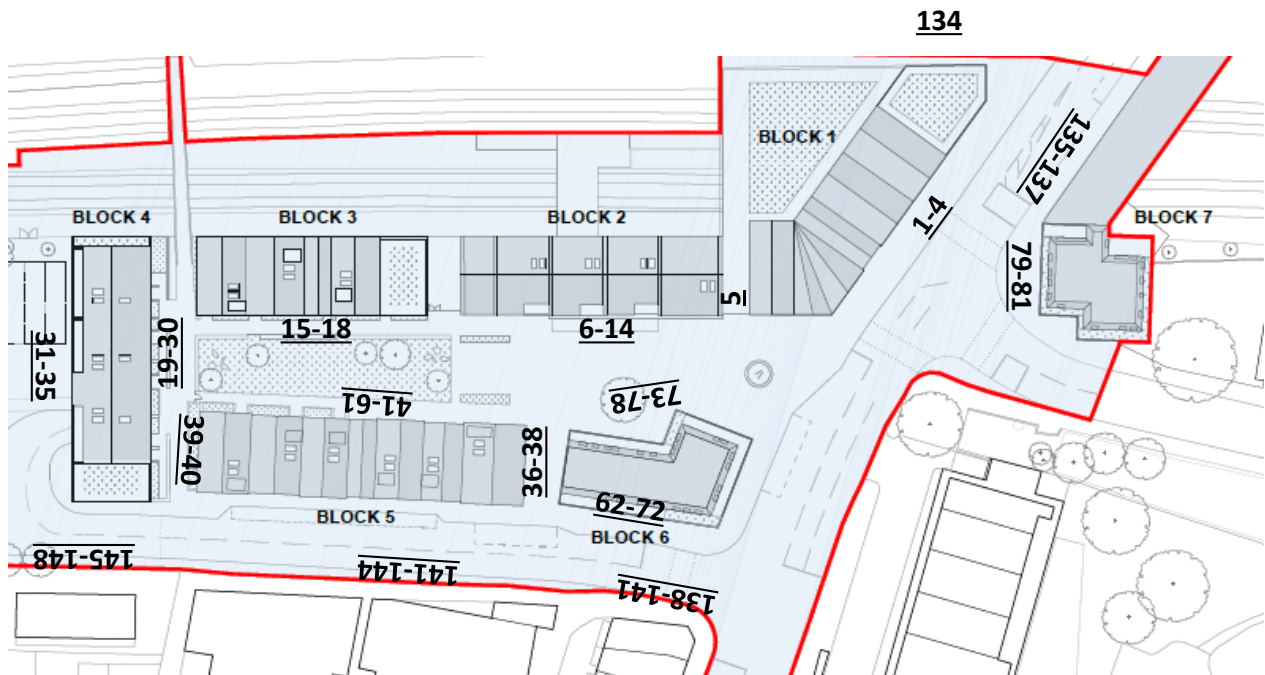 134
BLOCK 1
135-137
BLOCK 4
BLOCK 3
BLOCK 2
1-4
BLOCK 7
79-81
5
15-18
6-14
31-35
19-30
41-61
73-78
39-40
36-38
62-72
BLOCK 5
BLOCK 6
145-148
141-144
138-141